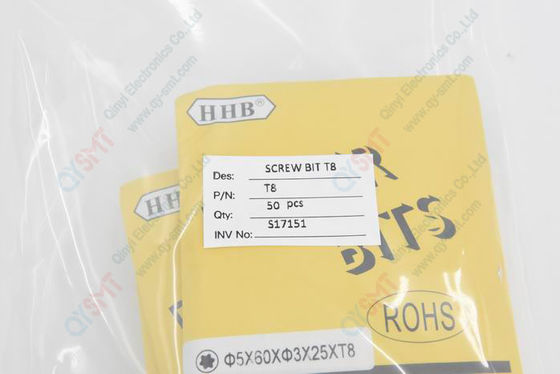 HHB®
Des: SCREW BIT T8
P/N: T8
Qty: 50 pcs
INV No: S17151
BITS
ROHS
Φ5X60XΦ3X25XT8
HHB
QYSMT
Qinyi Electronics Co.,Ltd
www.qy-smt.com